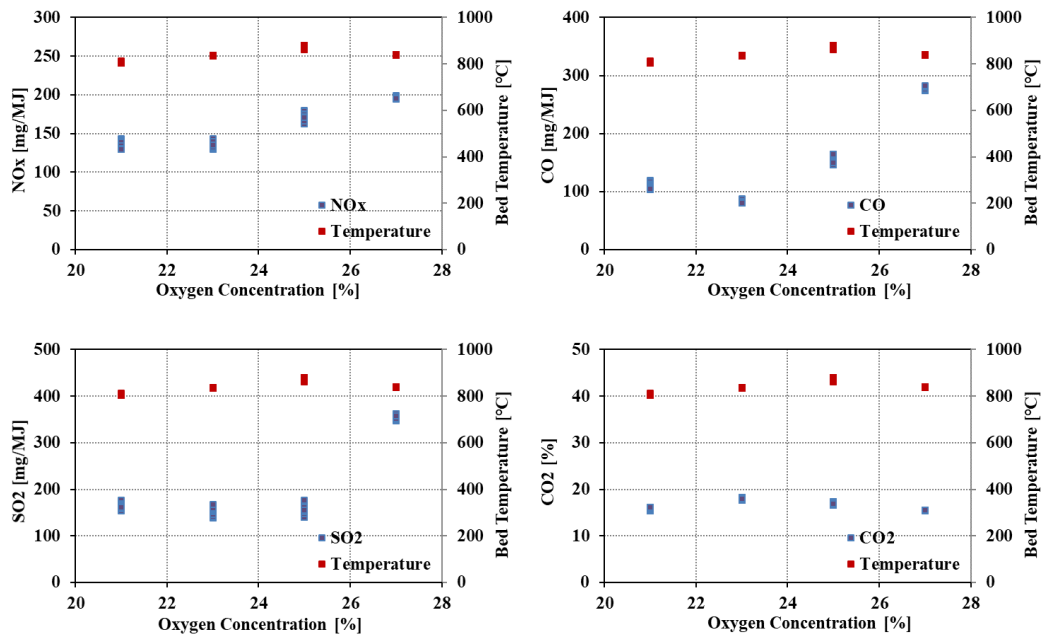 NOx [mg/MJ]
300
250
200
150
100
50
0
1000
800
600
400
200
0
Bed Temperature [℃]
NOx
Temperature
20 22 24 26 28
Oxygen Concentration [%]
CO [mg/MJ]
400
300
200
100
0
1000
800
600
400
200
0
Bed Temperature [℃]
CO
Temperature
20 22 24 26 28
Oxygen Concentration [%]
SO2 [mg/MJ]
500
400
300
200
100
0
1000
800
600
400
200
0
Bed Temperature [℃]
SO2
Temperature
20 22 24 26 28
Oxygen Concentration [%]
CO2 [%]
50
40
30
20
10
0
1000
800
600
400
200
0
Bed Temperature [℃]
CO2
Temperature
20 22 24 26 28
Oxygen Concentration [%]